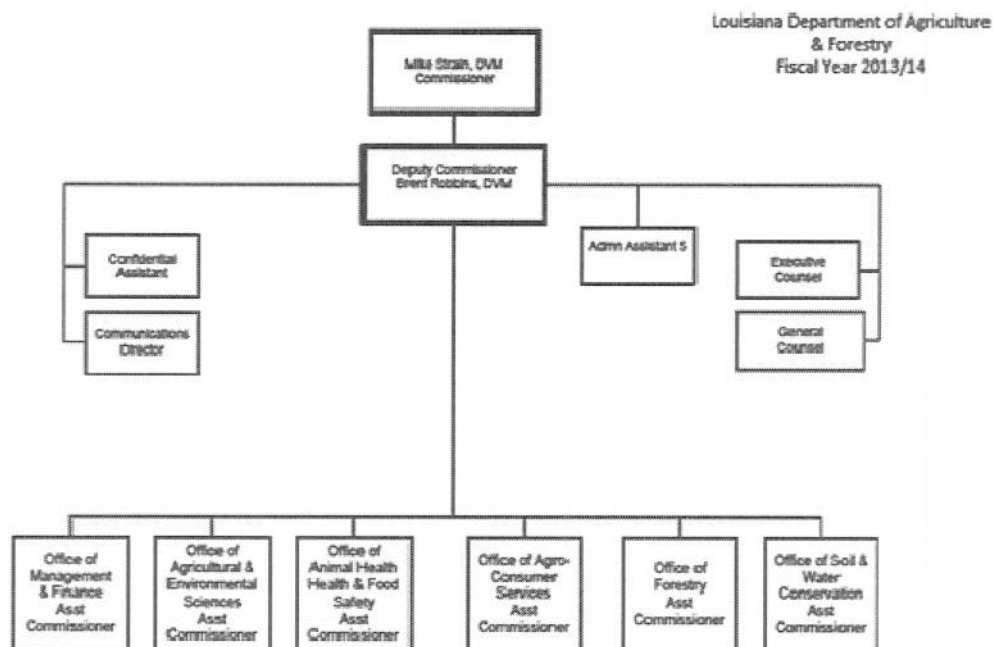 Louisiana Department of Agriculture
& Forestry
Fiscal Year 2013/14
Mike Strain, DVM
Commissioner
Deputy Commissioner
Brent Robbins, DVM
Confidential
Assistant
Communications
Director
Admn Assistant 5
Executive
Counsel
General
Counsel
Office of
Management
& Finance
Asst
Commissioner
Office of
Agricultural &
Environmental
Sciences
Asst
Commissioner
Office of
Animal Health
Health & Food
Safety
Asst
Commissioner
Office of Agro-
Consumer
Services
Asst
Commissioner
Office of
Forestry
Asst
Commissioner
Office of Soil &
Water
Conservation
Asst
Commissioner